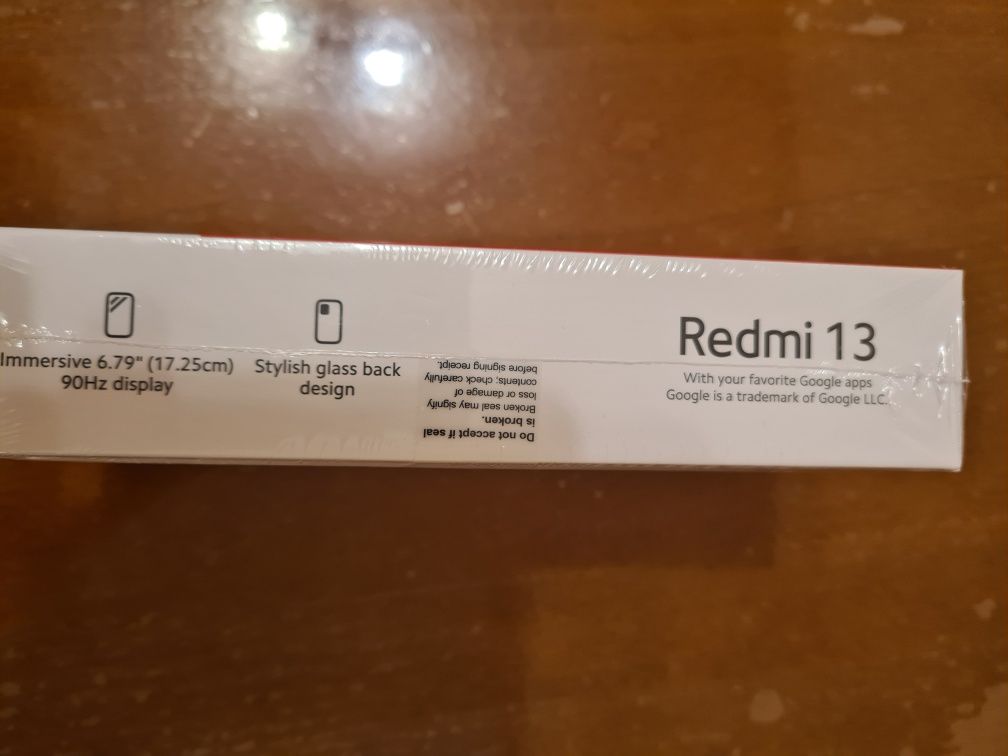 Immersive 6.79" (17.25cm)
90Hz display
Stylish glass back
design
Do not accept if seal
is broken.
Broken seal may signify
loss or damage of
contents; check carefully
before signing receipt.
Redmi 13
With your favorite Google apps
Google is a trademark of Google LLC.